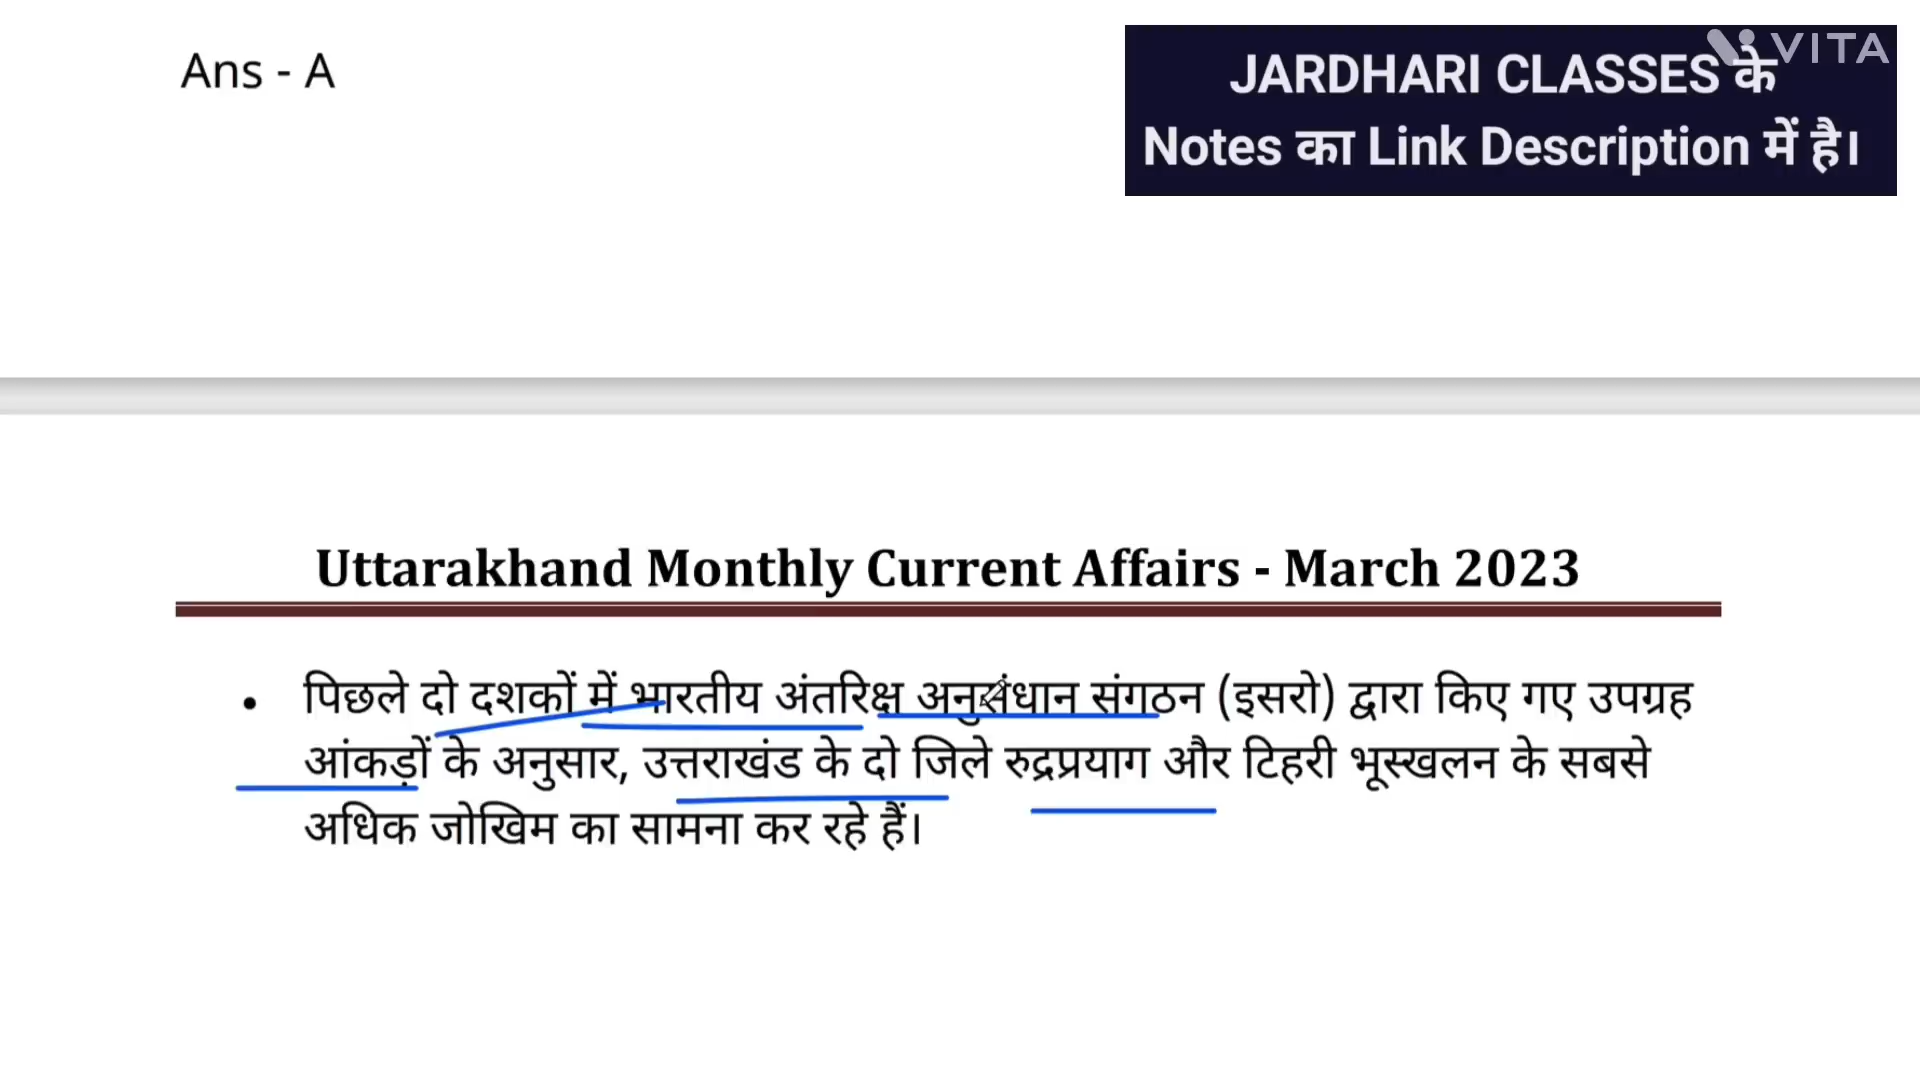 Ans - A
VITA
JARDHARI CLASSES के
Notes का Link Description में है।
Uttarakhand Monthly Current Affairs - March 2023
• पिछले दो दशकों में भारतीय अंतरिक्ष अनुसंधान संगठन (इसरो) द्वारा किए गए उपग्रह
आंकड़ों के अनुसार, उत्तराखंड के दो जिले रुद्रप्रयाग और टिहरी भूस्खलन के सबसे
अधिक जोखिम का सामना कर रहे हैं।